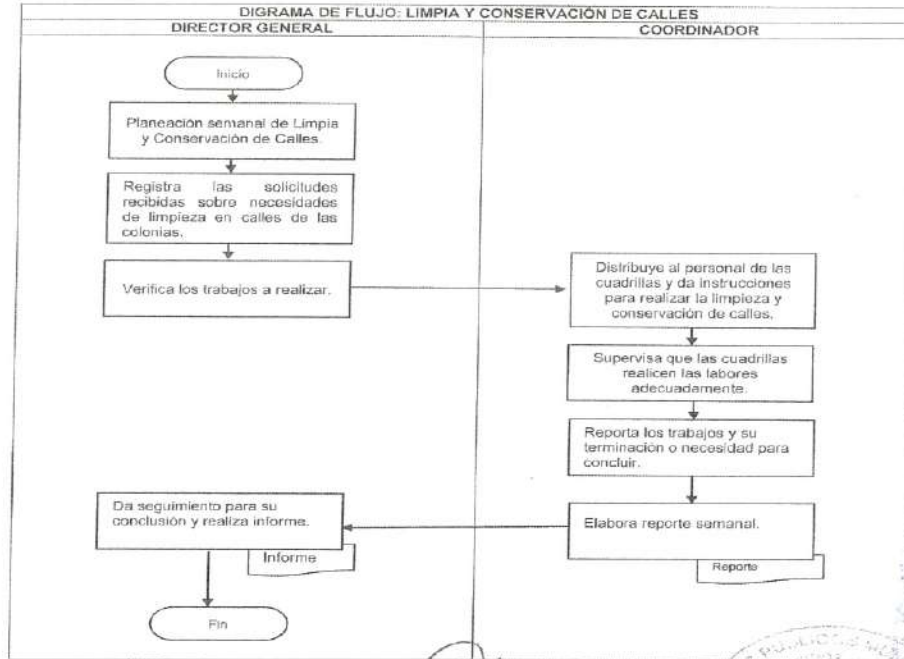 DIGRAMA DE FLUJO: LIMPIA Y CONSERVACIÓN DE CALLES
DIRECTOR GENERAL
COORDINADOR
Inicio
Planeación semanal de Limpia
y Conservación de Calles.
Registra las solicitudes
recibidas sobre necesidades
de limpieza en calles de las
colonias.
Verifica los trabajos a realizar.
Distribuye al personal de las
cuadrillas y da instrucciones
para realizar la limpieza y
conservación de calles.
Supervisa que las cuadrillas
realicen las labores
adecuadamente.
Reporta los trabajos y su
terminación o necesidad para
concluir.
Elabora reporte semanal.
Reporte
Da seguimiento para su
conclusión y realiza informe.
Informe
Fin